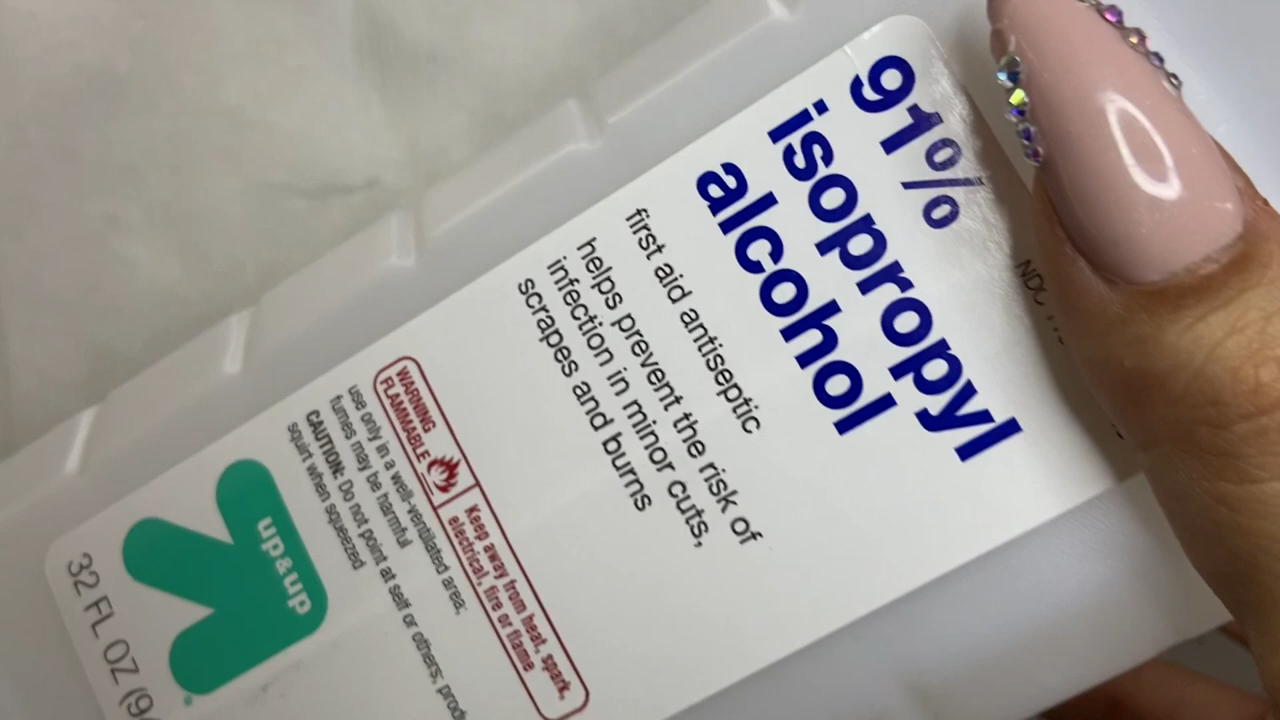 91%
isopropyl
alcohol
first aid antiseptic
helps prevent the risk of
infection in minor cuts,
scrapes and burns
WARNING
FLAMMABLE
Keep away from heat, spark,
electrical, fire or flame
use only in a well-ventilated area;
fumes may be harmful
CAUTION: Do not point at self or others;
squirt when squeezed
up&up
32 FL OZ
NDC